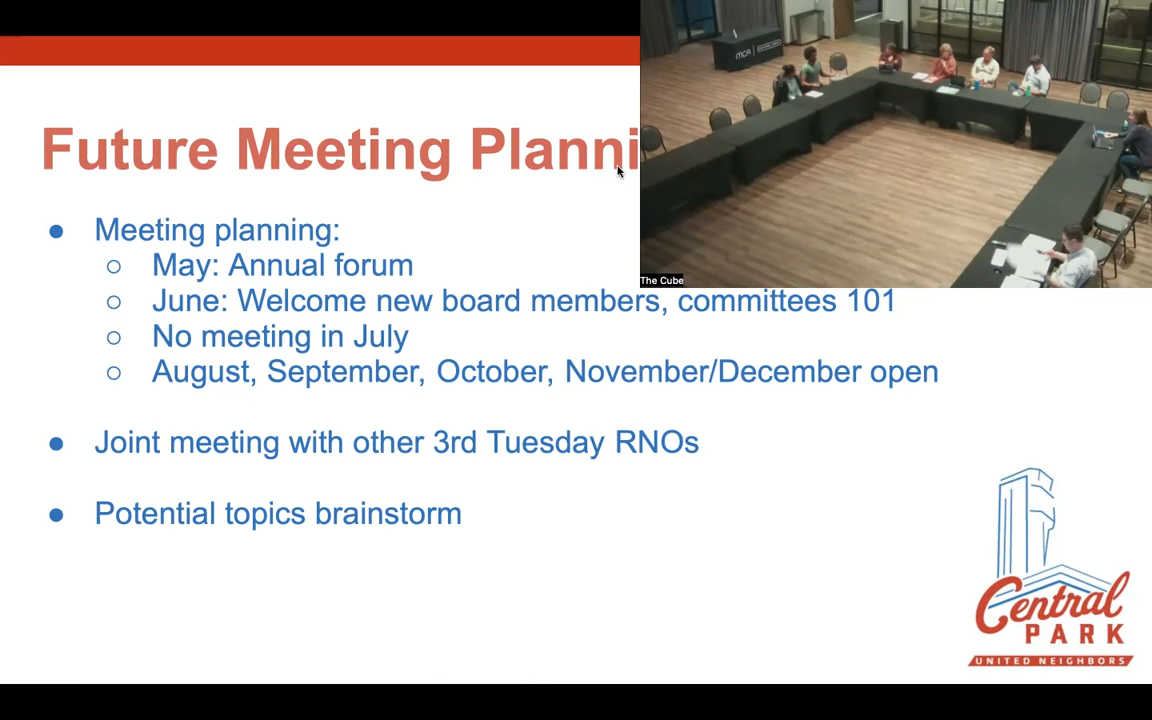 Future Meeting Planni
Meeting planning:
May: Annual forum
June: Welcome new board members, committees 101
No meeting in July
August, September, October, November/December open
Joint meeting with other 3rd Tuesday RNOs
Potential topics brainstorm
MCA
The Cube
Central
PARK
UNITED NEIGHBORS